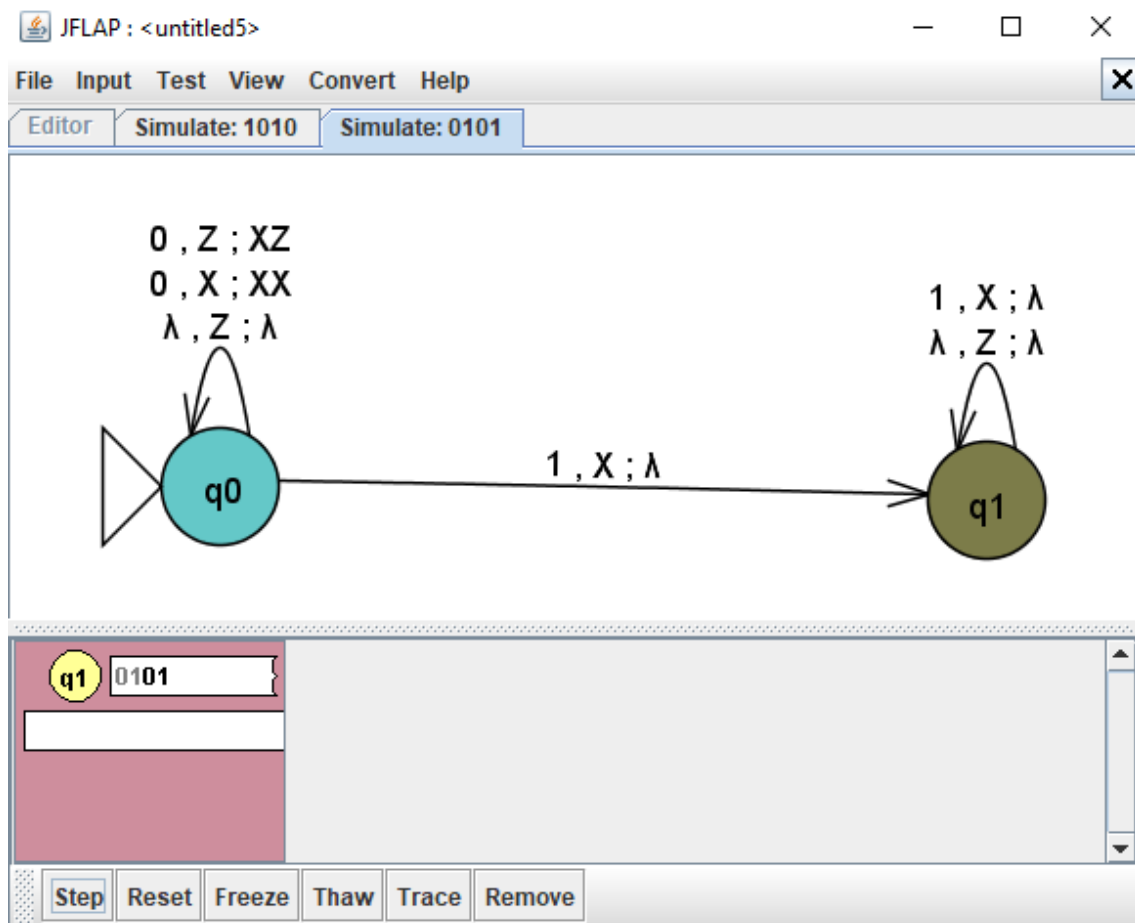 JFLAP : <untitled5>
File Input Test View Convert Help
Editor Simulate: 1010 Simulate: 0101
0 , Z ; XZ
0 , X ; XX
λ , Z ; λ
1 , X ; λ
λ , Z ; λ
1 , X ; λ
q0
q1
q1 0101
Step Reset Freeze Thaw Trace Remove